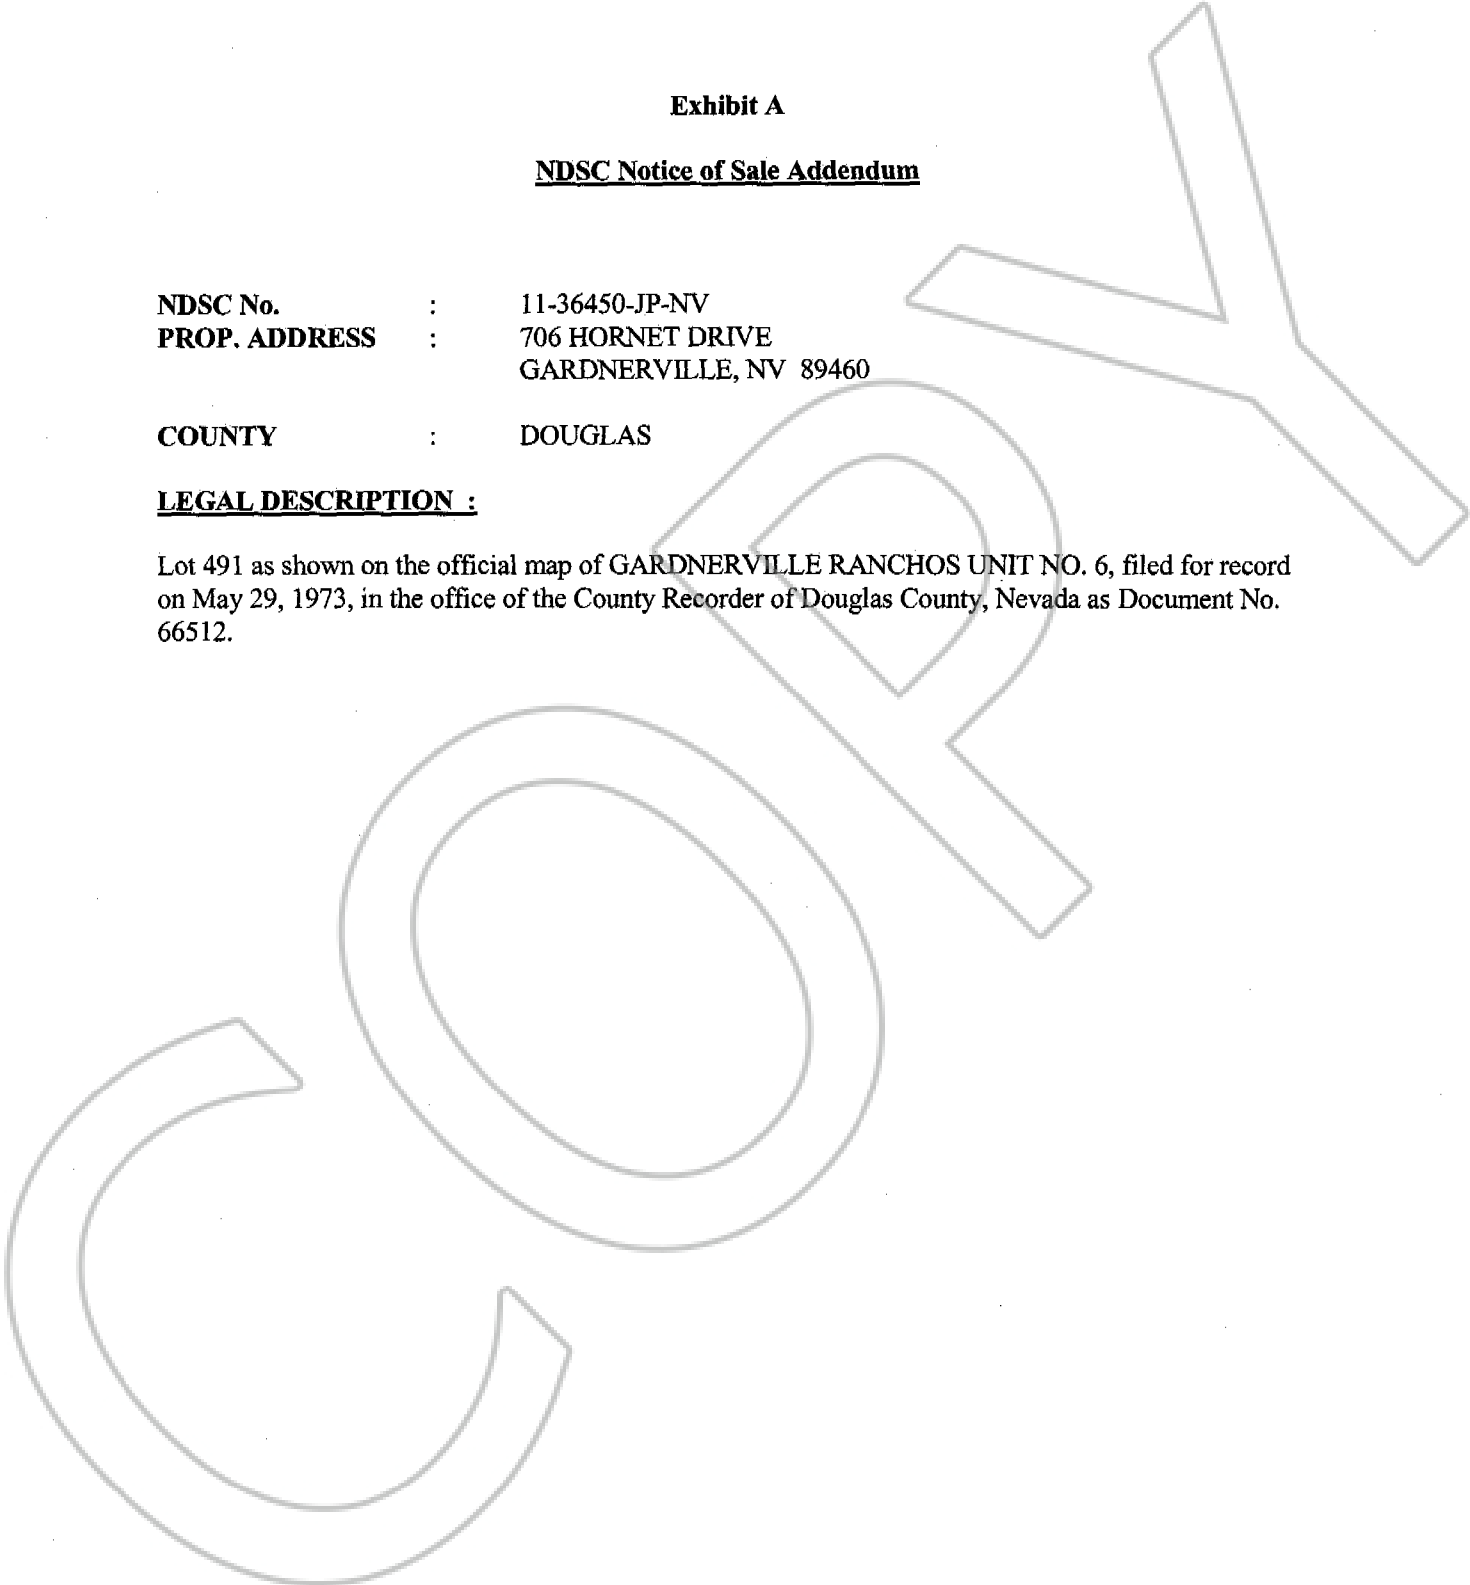 Exhibit A
NDSC Notice of Sale Addendum
NDSC No. : 11-36450-JP-NV
PROP. ADDRESS : 706 HORNET DRIVE
GARDNERVILLE, NV 89460
COUNTY : DOUGLAS
LEGAL DESCRIPTION :
Lot 491 as shown on the official map of GARDNERVILLE RANCHOS UNIT NO. 6, filed for record
on May 29, 1973, in the office of the County Recorder of Douglas County, Nevada as Document No.
66512.
COPY